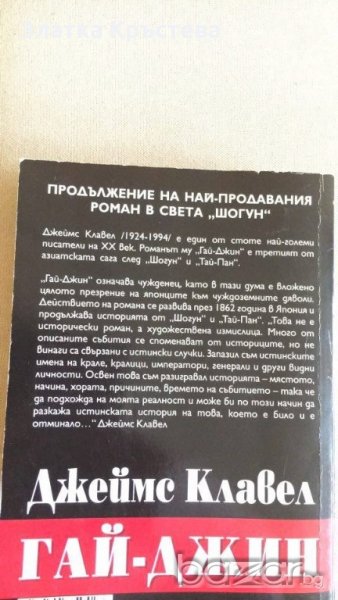 Златка Кръстева
ПРОДЪЛЖЕНИЕ НА НАЙ-ПРОДАВАНИЯ
РОМАН В СВЕТА „ШОГУН“
Джеймс Клавел /1924-1994/ е един от стоте най-големи
писатели на XX век. Романът му „Гай-Джин“ е третият от
азиатската сага след „Шогун“ и „Тай-Пан“.
„Гай-Джин“ означава чужденец, като в тази дума е вложено
цялото презрение на японците към чуждоземните дяволи.
Действието на романа се развива през 1862 година в Япония и
продължава историята от „Шогун“ и „Тай-Пан“. „Това не е
исторически роман, а художествена измислица. Много от
описаните събития се споменават от историците, но не
винаги са свързани с истински случки. Запазил съм истинските
имена на крале, кралици, императори, генерали и други видни
личности. Освен това съм разигравал историята – мястото,
начина, хората, причините, времето на събитието – така че
да подхожда на моята реалност и може би по този начин да
разкажа истинската история на това, което е било и е
отминало...“ Джеймс Клавел
Джеймс Клавел
ГАЙ-ДЖИН
bazar.bg